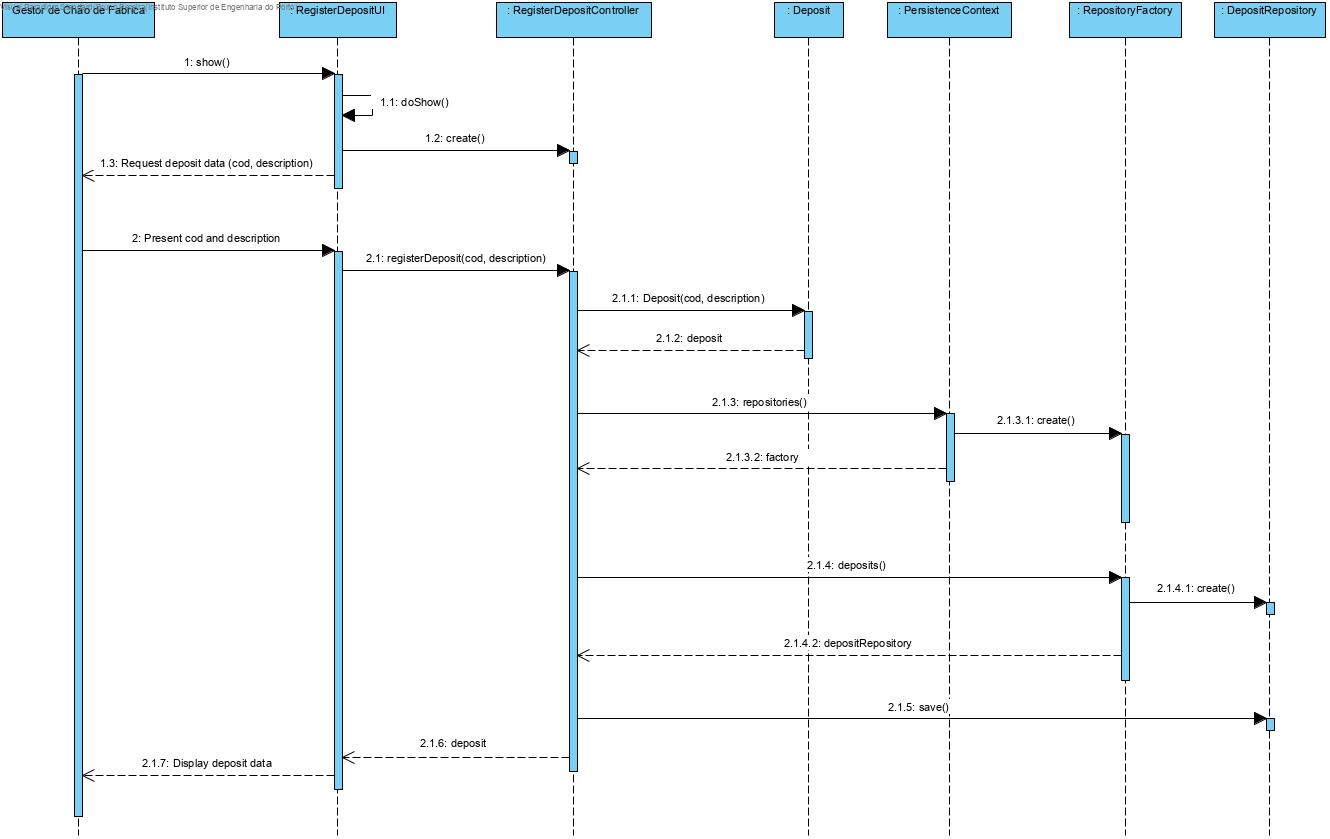 Gestor de Chão de Fabrica
: RegisterDepositUI
: RegisterDepositController
: Deposit
: PersistenceContext
: RepositoryFactory
: DepositRepository
Instituto Superior de Engenharia do Porto
1: show()
1.1: doShow()
1.2: create()
1.3: Request deposit data (cod, description)
2: Present cod and description
2.1: registerDeposit(cod, description)
2.1.1: Deposit(cod, description)
2.1.2: deposit
2.1.3: repositories()
2.1.3.1: create()
2.1.3.2: factory
2.1.4: deposits()
2.1.4.1: create()
2.1.4.2: depositRepository
2.1.5: save()
2.1.6: deposit
2.1.7: Display deposit data